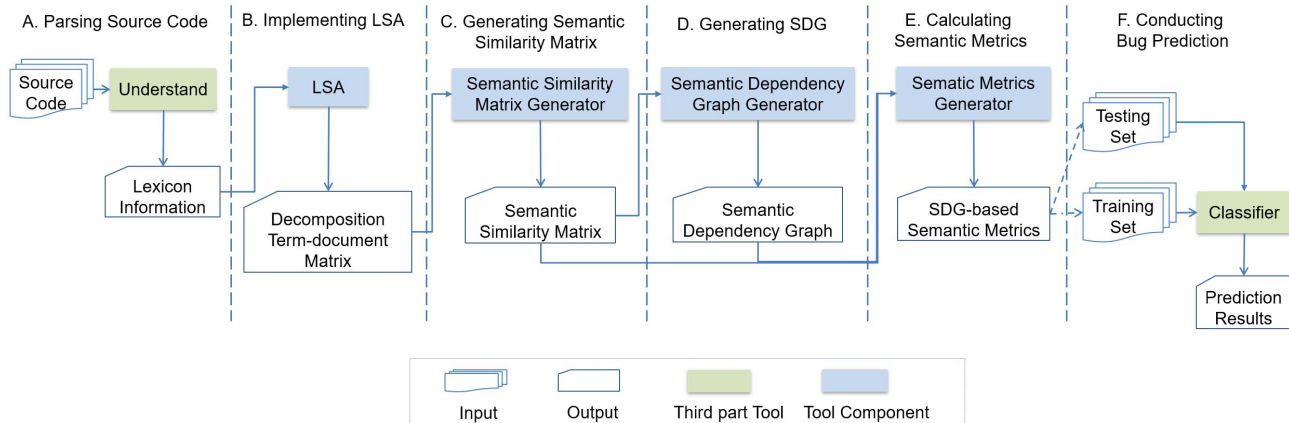 A. Parsing Source Code
B. Implementing LSA
C. Generating Semantic
Similarity Matrix
D. Generating SDG
E. Calculating
Semantic Metrics
F. Conducting
Bug Prediction
Source
Code
Understand
Lexicon
Information
LSA
Decomposition
Term-document
Matrix
Semantic Similarity
Matrix Generator
Semantic
Similarity Matrix
Semantic Dependency
Graph Generator
Semantic
Dependency Graph
Sematic Metrics
Generator
SDG-based
Semantic Metrics
Testing
Set
Training
Set
Classifier
Prediction
Results
Input
Output
Third part Tool
Tool Component